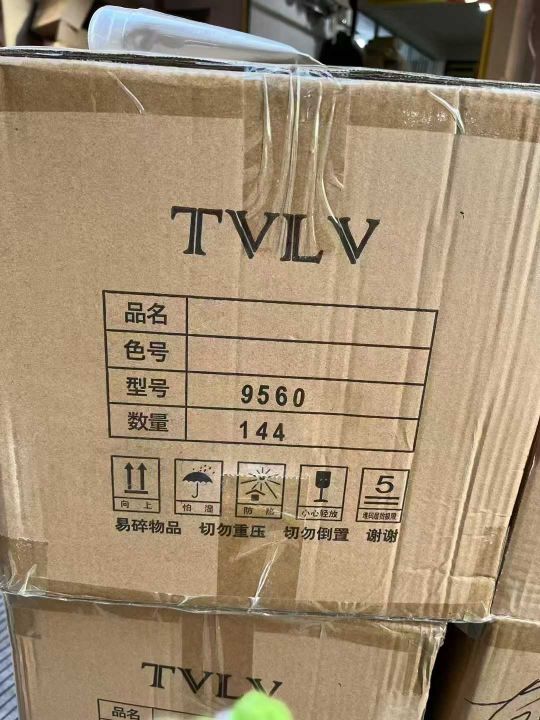 TVLV
品名
色号
型号 9560
数量 144
向上 怕湿 防 小心轻放 5
易碎物品 切勿重压 切勿倒置 谢谢
TVLV
品名